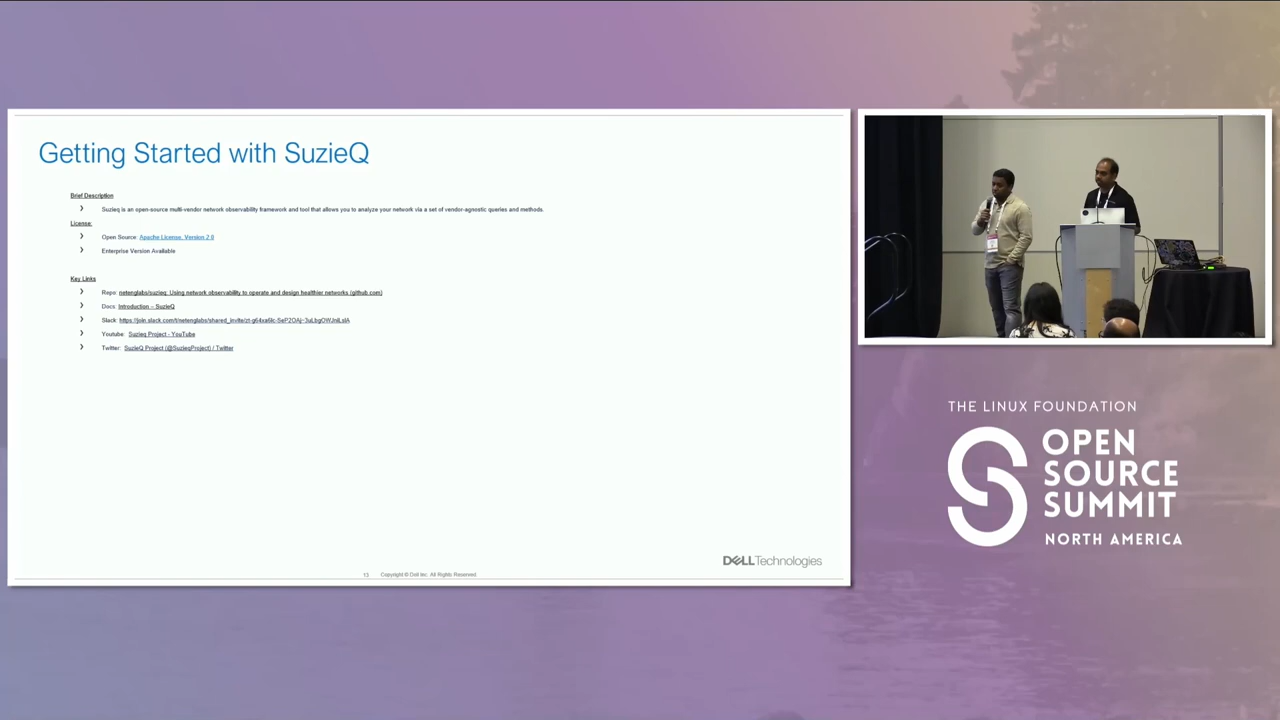 Getting Started with SuzieQ
Brief Description
Suzieq is an open-source multi-vendor network observability framework and tool that allows you to analyze your network via a set of vendor-agnostic queries and methods.
License:
Open Source: Apache License, Version 2.0
Enterprise Version Available
Key Links
Repo: netenglabs/suzieq: Using network observability to operate and design healthier networks (github.com)
Docs: Introduction – SuzieQ
Slack:
Youtube: Suzieq Project - YouTube
Twitter: SuzieQ Project (@SuzieqProject) / Twitter
DELL Technologies
13 Copyright © Dell Inc. All Rights Reserved.
THE LINUX FOUNDATION
OPEN
SOURCE
SUMMIT
NORTH AMERICA